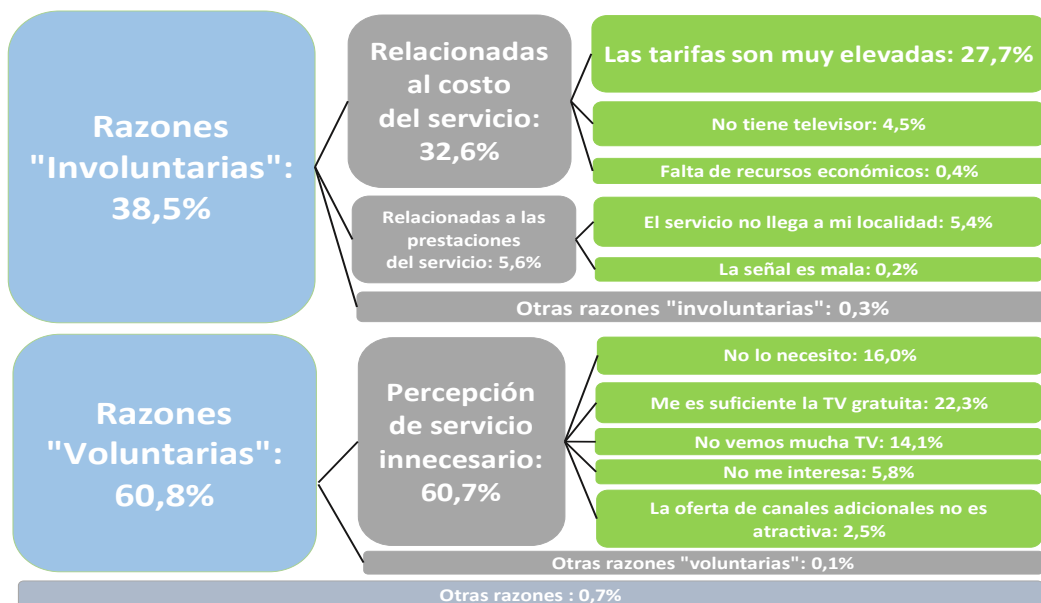 Razones
"Involuntarias":
38,5%
Relacionadas
al costo
del servicio:
32,6%
Las tarifas son muy elevadas: 27,7%
No tiene televisor: 4,5%
Falta de recursos económicos: 0,4%
Relacionadas a las
prestaciones
del servicio: 5,6%
El servicio no llega a mi localidad: 5,4%
La señal es mala: 0,2%
Otras razones "involuntarias": 0,3%
Razones
"Voluntarias":
60,8%
Percepción
de servicio
innecesario:
60,7%
No lo necesito: 16,0%
Me es suficiente la TV gratuita: 22,3%
No vemos mucha TV: 14,1%
No me interesa: 5,8%
La oferta de canales adicionales no es
atractiva: 2,5%
Otras razones "voluntarias": 0,1%
Otras razones : 0,7%